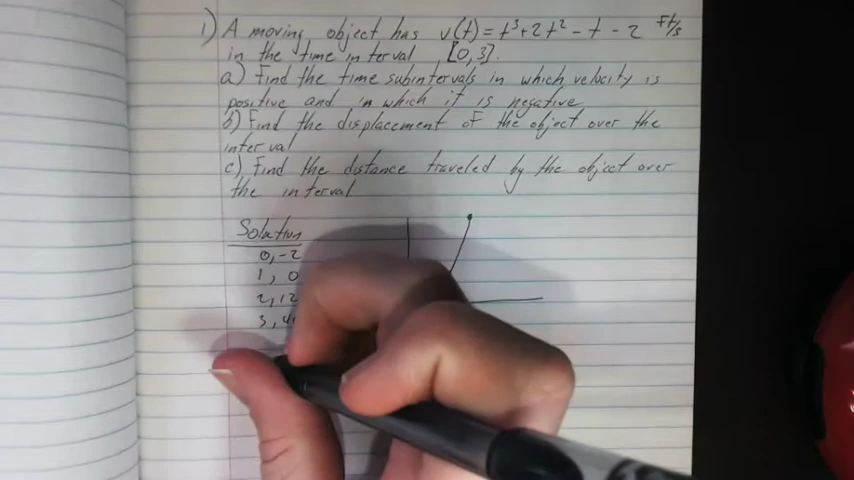 1) A moving object has v(t) = t³+2t² - t - 2 Ft/s
in the time interval [0,3].
a) Find the time subintervals in which velocity is
positive and in which it is negative
b) Find the displacement of the object over the
interval
c) Find the distance traveled by the object over
the interval
Solution
0, -2
1, 0
2, 12
3, 4